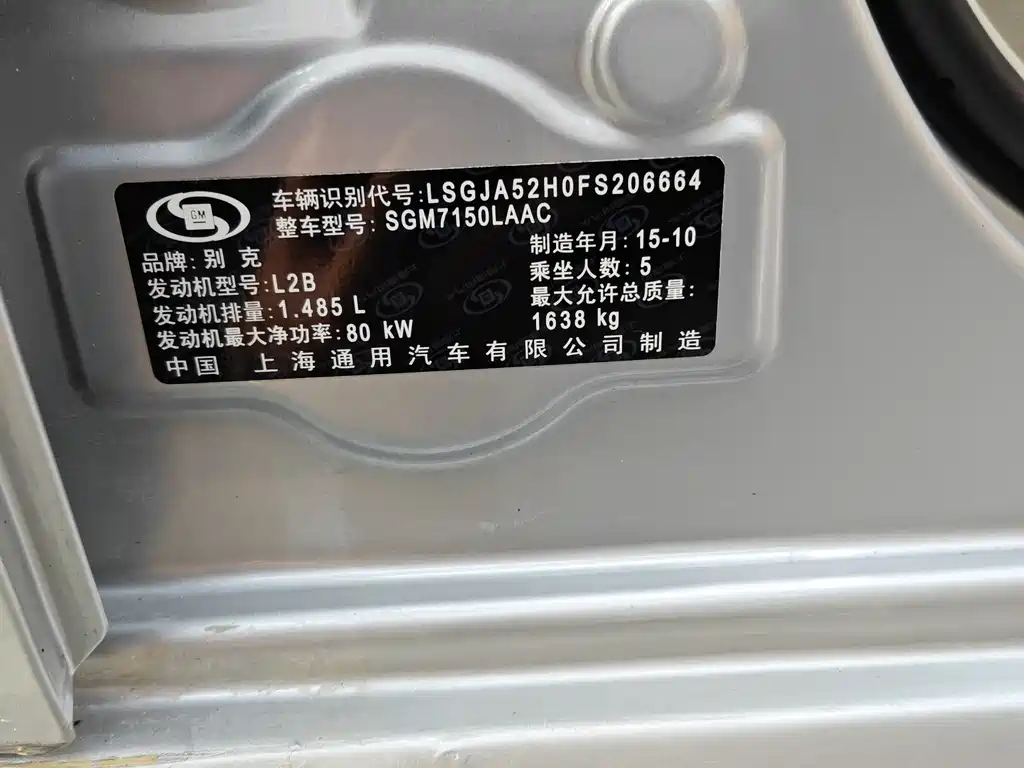 GM
车辆识别代号:LSGJA52H0FS206664
整车型号: SGM7150LAAC
品牌: 别克
制造年月: 15-10
发动机型号:L2B
乘坐人数: 5
发动机排量:1.485 L
最大允许总质量:
1638 kg
发动机最大净功率:80 kW
中国 上海通用汽车有限公司制造